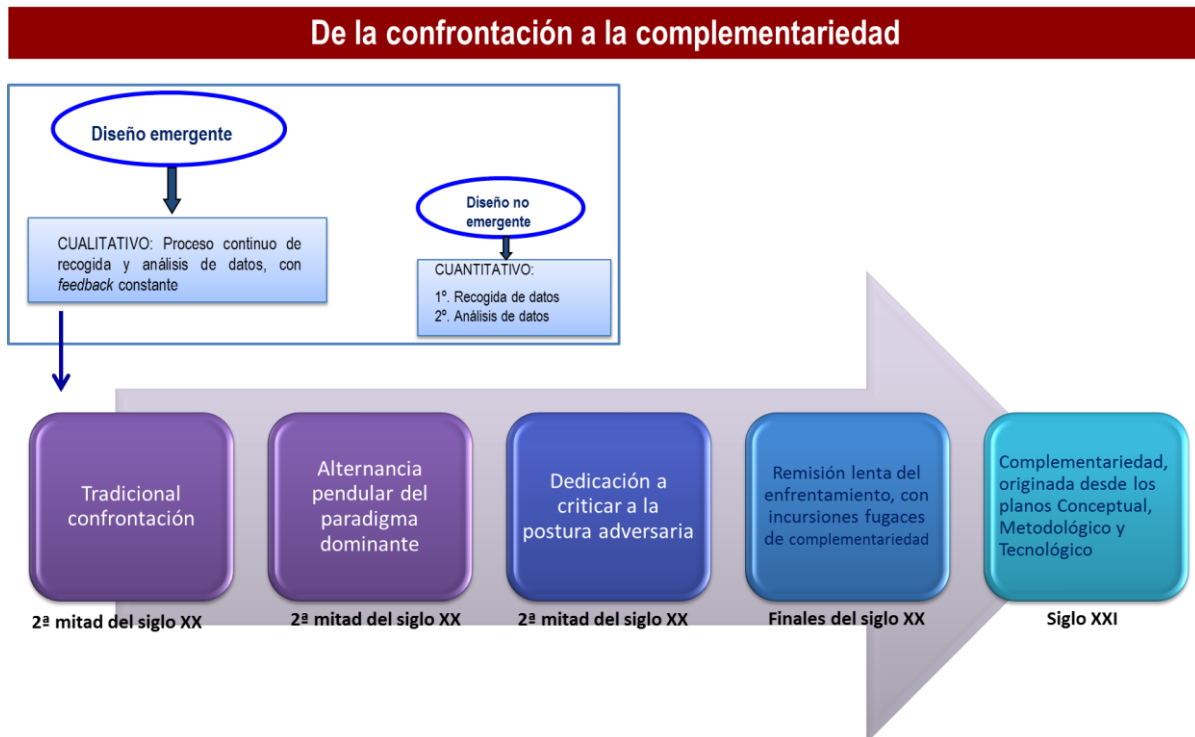 De la confrontación a la complementariedad
Diseño emergente
CUALITATIVO: Proceso continuo de
recogida y análisis de datos, con
feedback constante
Diseño no
emergente
CUANTITATIVO:
1º. Recogida de datos
2º. Análisis de datos
Tradicional
confrontación
2ª mitad del siglo XX
Alternancia
pendular del
paradigma
dominante
2ª mitad del siglo XX
Dedicación a
criticar a la
postura adversaria
2ª mitad del siglo XX
Remisión lenta del
enfrentamiento, con
incursiones fugaces
de complementariedad
Finales del siglo XX
Complementariedad,
originada desde los
planos Conceptual,
Metodológico y
Tecnológico
Siglo XXI